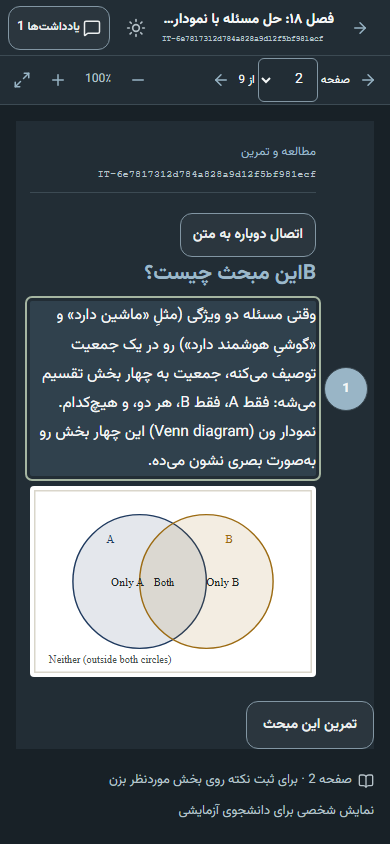 فصل ۱۸: حل مسئله با نمودار...
IT-6e7817312d784a828a9d12f5bf981ecf
یادداشت‌ها 1
صفحه 2 از 9
100٪
مطالعه و تمرین
IT-6e7817312d784a828a9d12f5bf981ecf
اتصال دوباره به متن
Bاین مبحث چیست؟
وقتی مسئله دو ویژگی (مثلِ «ماشین دارد» و
«گوشیِ هوشمند دارد») رو در یک جمعیت
توصیف می‌کنه، جمعیت به چهار بخش تقسیم
می‌شه: فقط A، فقط B، هر دو، و هیچ‌کدام.
نمودار ون (Venn diagram) این چهار بخش رو
به‌صورت بصری نشون می‌ده.
1
A
B
Only A
Both
Only B
Neither (outside both circles)
تمرین این مبحث
صفحه 2 · برای ثبت نکته روی بخش موردنظر بزن
نمایش شخصی برای دانشجوی آزمایشی